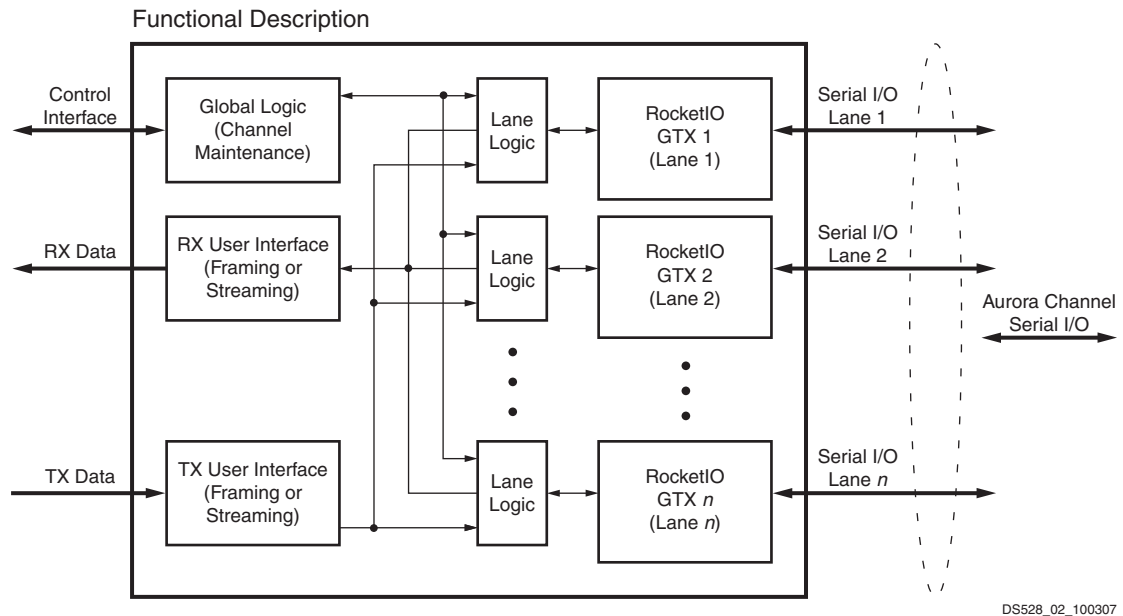 Functional Description
Control
Interface
Global Logic
(Channel
Maintenance)
Lane
Logic
RocketIO
GTX 1
(Lane 1)
Serial I/O
Lane 1
RX Data
RX User Interface
(Framing or
Streaming)
Lane
Logic
RocketIO
GTX 2
(Lane 2)
Serial I/O
Lane 2
Aurora Channel
Serial I/O
TX Data
TX User Interface
(Framing or
Streaming)
Lane
Logic
RocketIO
GTX n
(Lane n)
Serial I/O
Lane n
DS528_02_100307